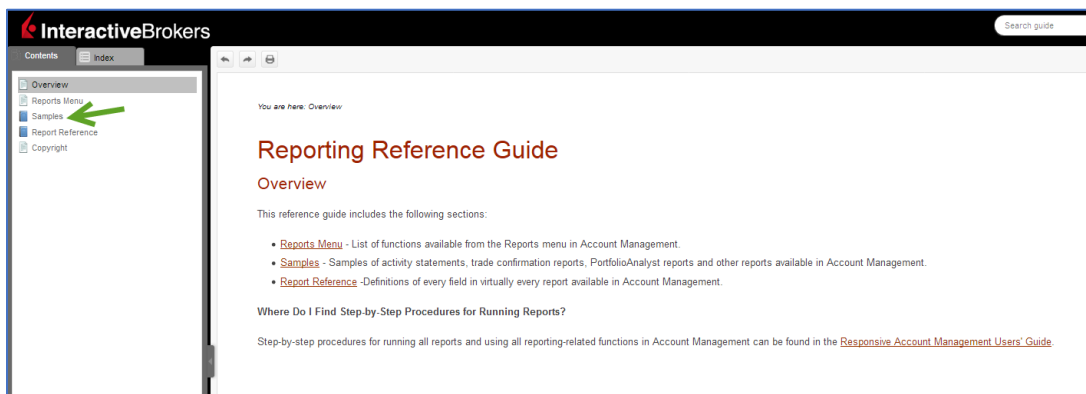 InteractiveBrokers
Search guide
Contents
Index
Overview
Reports Menu
Samples
Report Reference
Copyright
You are here: Overview
Reporting Reference Guide
Overview
This reference guide includes the following sections:
• Reports Menu - List of functions available from the Reports menu in Account Management.
• Samples - Samples of activity statements, trade confirmation reports, PortfolioAnalyst reports and other reports available in Account Management.
• Report Reference -Definitions of every field in virtually every report available in Account Management.
Where Do I Find Step-by-Step Procedures for Running Reports?
Step-by-step procedures for running all reports and using all reporting-related functions in Account Management can be found in the Responsive Account Management Users' Guide.